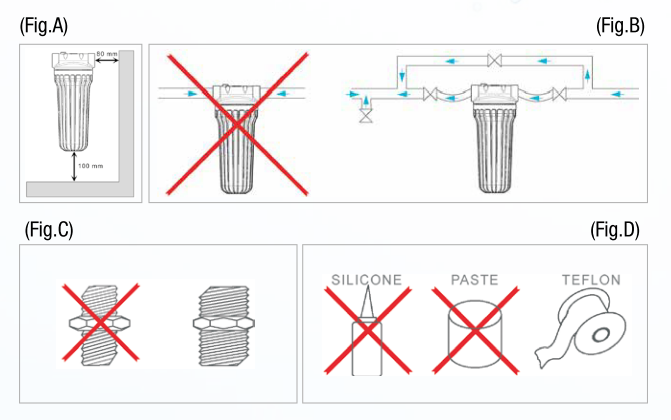 (Fig.A)
(Fig.B)
80 mm
100 mm
(Fig.C)
(Fig.D)
SILICONE
PASTE
TEFLON